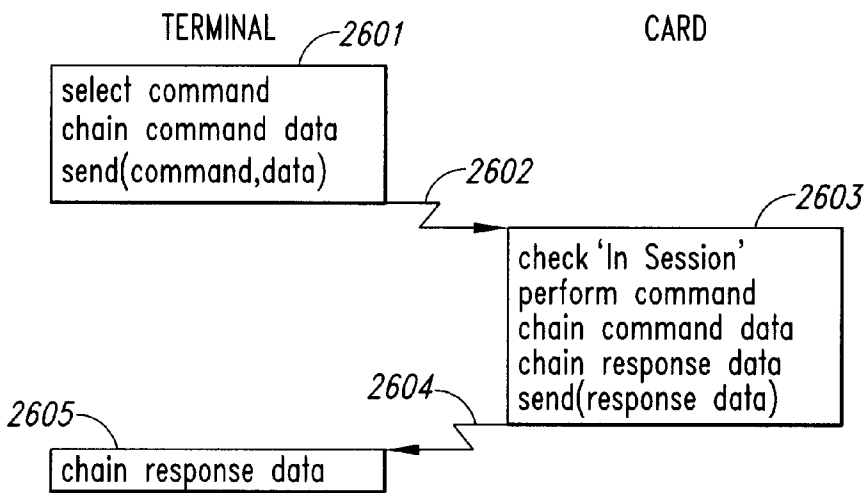 TERMINAL
CARD
2601
select command
chain command data
send(command,data)
2602
2603
check 'In Session'
perform command
chain command data
chain response data
send(response data)
2604
2605
chain response data